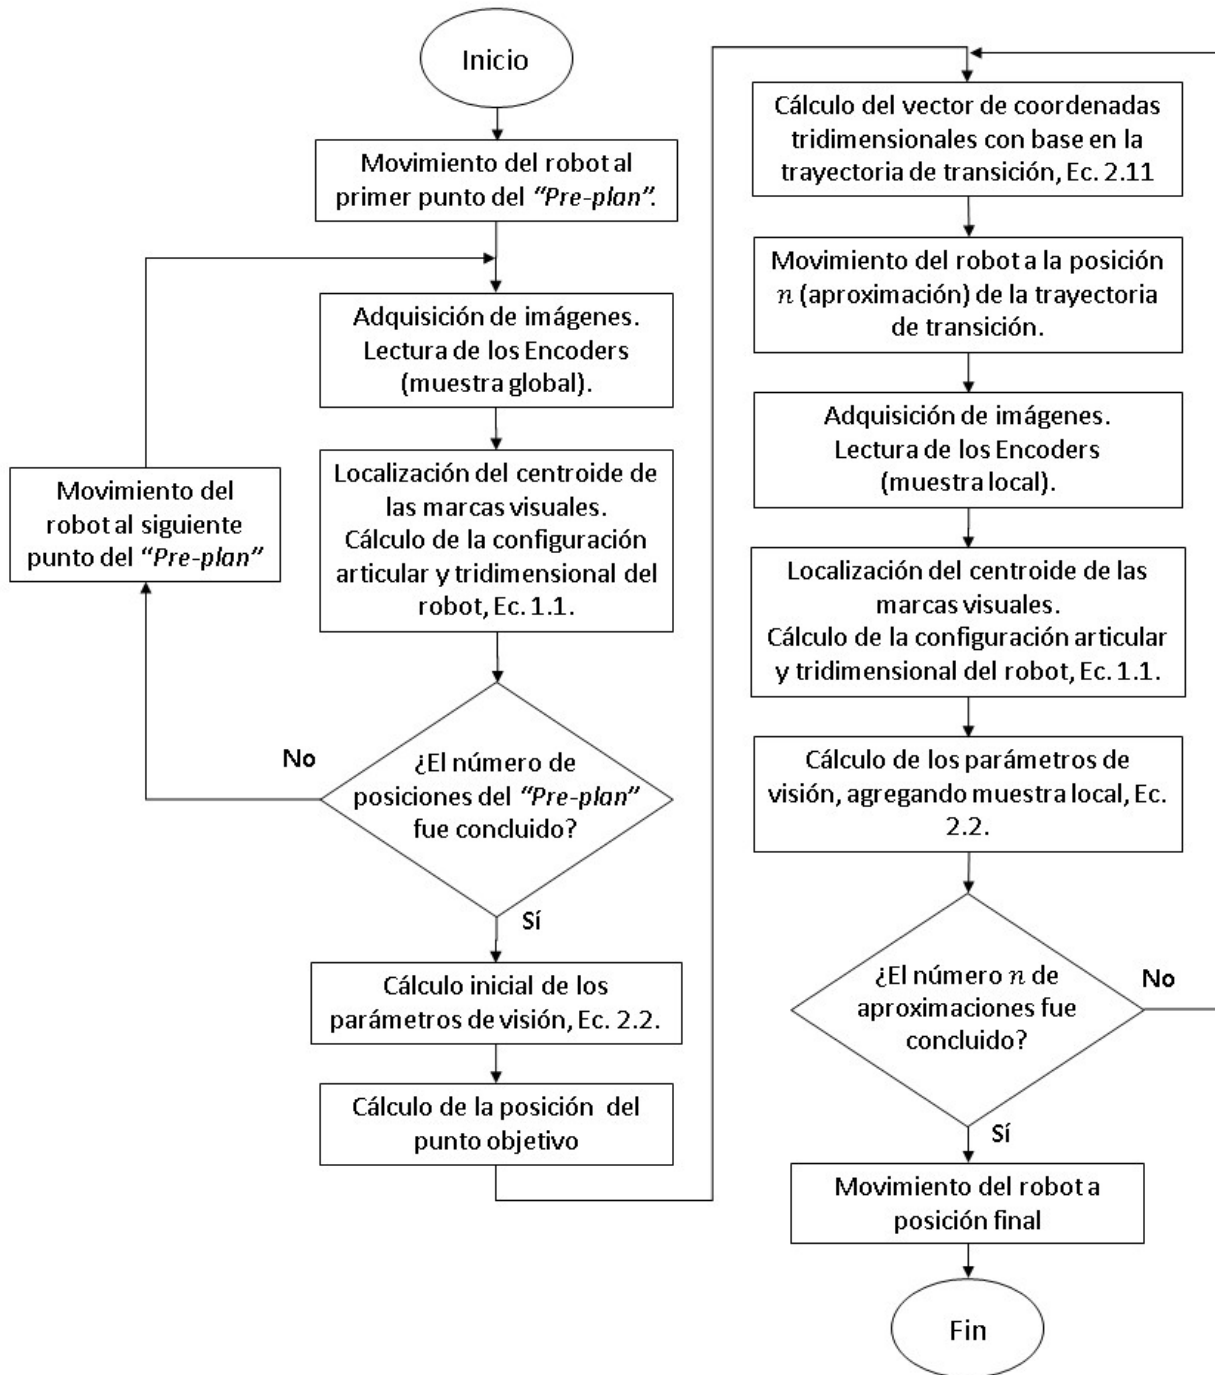 Inicio
Movimiento del robot al
primer punto del “Pre-plan”.
Adquisición de imágenes.
Lectura de los Encoders
(muestra global).
Localización del centroide de
las marcas visuales.
Cálculo de la configuración
articular y tridimensional del
robot, Ec. 1.1.
Movimiento del
robot al siguiente
punto del “Pre-plan”
No
¿El número de
posiciones del “Pre-plan”
fue concluido?
Sí
Cálculo inicial de los
parámetros de visión, Ec. 2.2.
Cálculo de la posición del
punto objetivo
Cálculo del vector de coordenadas
tridimensionales con base en la
trayectoria de transición, Ec. 2.11
Movimiento del robot a la posición
n (aproximación) de la trayectoria
de transición.
Adquisición de imágenes.
Lectura de los Encoders
(muestra local).
Localización del centroide de las
marcas visuales.
Cálculo de la configuración articular
y tridimensional del robot, Ec. 1.1.
Cálculo de los parámetros de
visión, agregando muestra local, Ec.
2.2.
¿El número n de
aproximaciones fue
concluido?
No
Sí
Movimiento del robot a
posición final
Fin